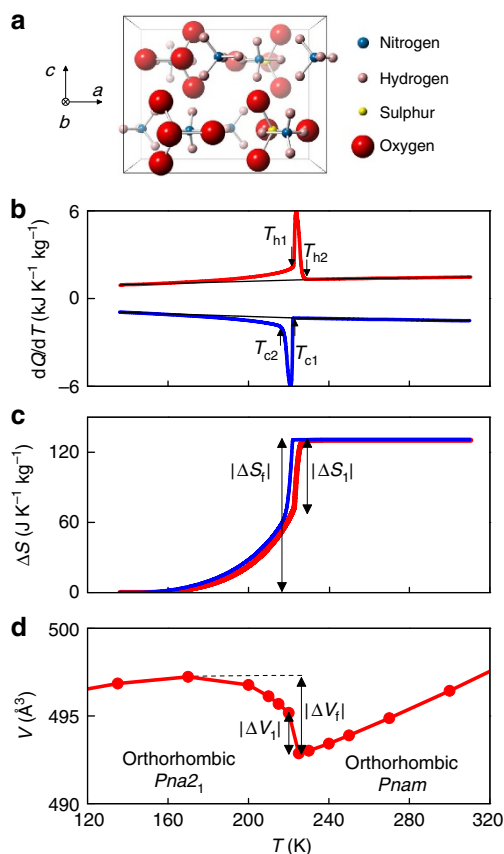 a
c
a
b
Nitrogen
Hydrogen
Sulphur
Oxygen
b
dQ/dT (kJ K⁻¹ kg⁻¹)
6
0
−6
T_h1
T_h2
T_c2
T_c1
c
ΔS (J K⁻¹ kg⁻¹)
120
60
0
|ΔS_f|
|ΔS_1|
d
V (Å³)
500
495
490
|ΔV_1|
|ΔV_f|
Orthorhombic
Pna2₁
Orthorhombic
Pnam
120 160 200 240 280 320
T (K)